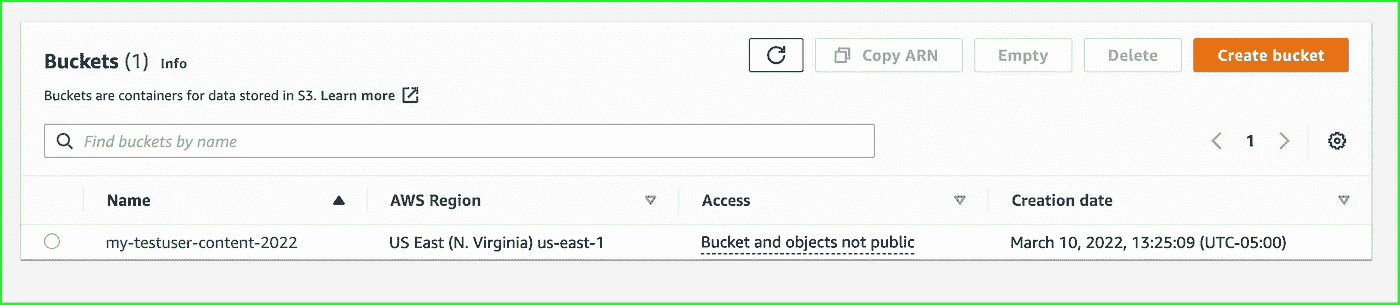 Buckets (1) Info
Copy ARN Empty Delete Create bucket
Buckets are containers for data stored in S3. Learn more
Find buckets by name
1
Name AWS Region Access Creation date
my-testuser-content-2022 US East (N. Virginia) us-east-1 Bucket and objects not public March 10, 2022, 13:25:09 (UTC-05:00)